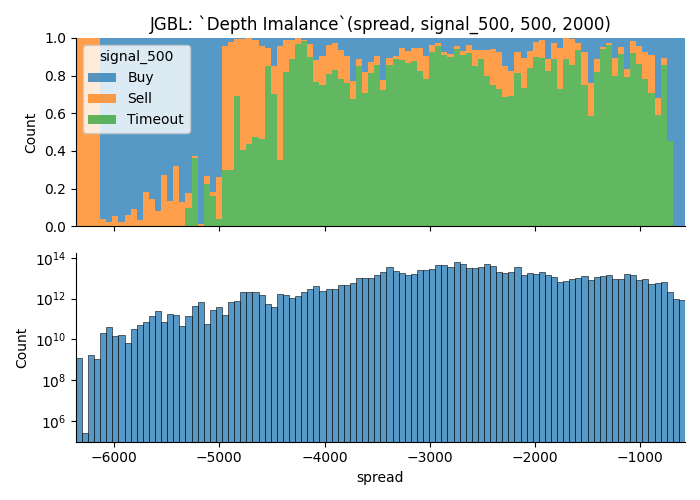 JGBL: `Depth Imalance`(spread, signal_500, 500, 2000)
Count
1.0
0.8
0.6
0.4
0.2
0.0
signal_500
Buy
Sell
Timeout
Count
10^14
10^12
10^10
10^8
10^6
−6000 −5000 −4000 −3000 −2000 −1000
spread